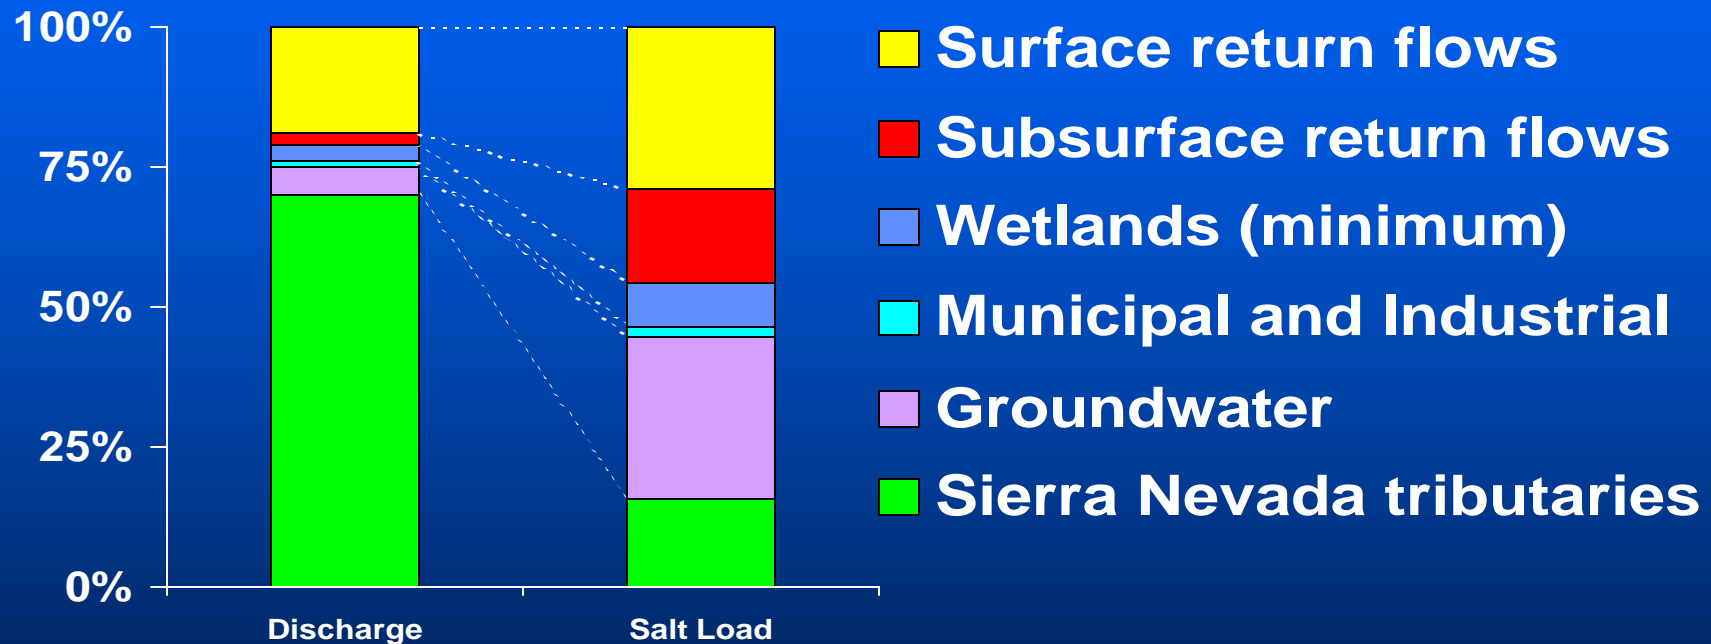 100%
75%
50%
25%
0%
Discharge
Salt Load
Surface return flows
Subsurface return flows
Wetlands (minimum)
Municipal and Industrial
Groundwater
Sierra Nevada tributaries